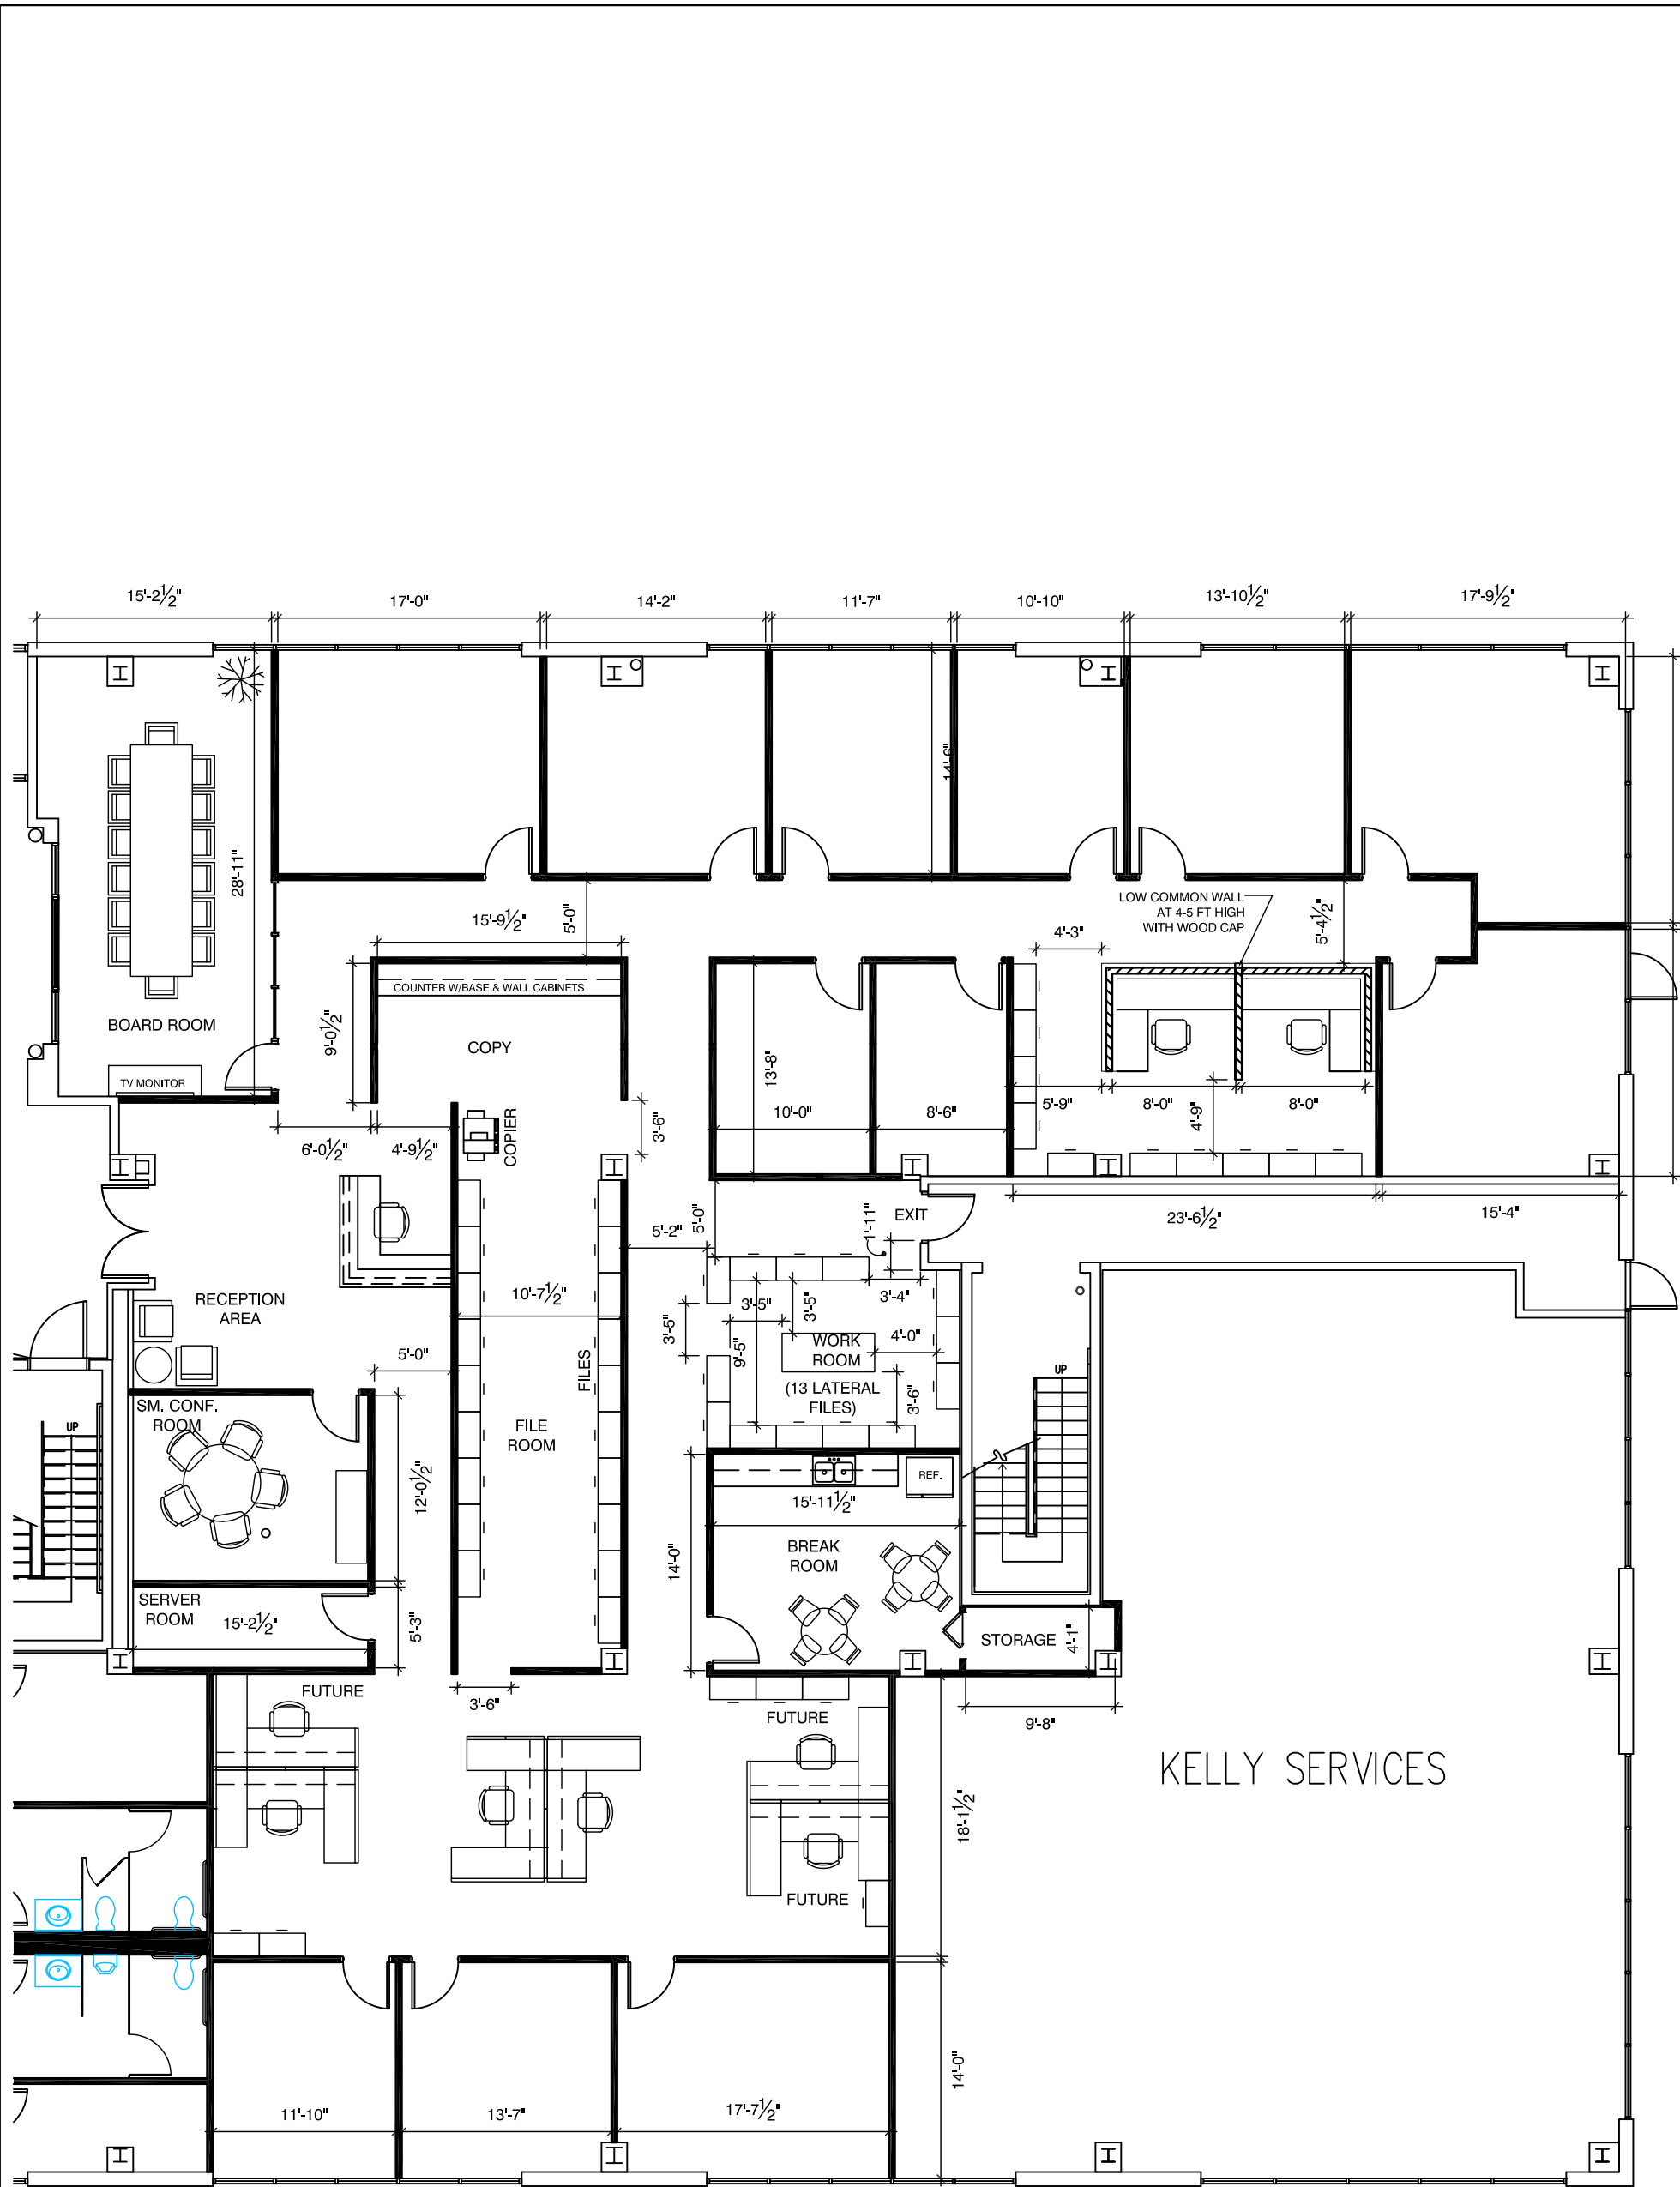 15'-2½"
17'-0"
14'-2"
11'-7"
10'-10"
13'-10½"
17'-9½"
14'-6"
28'-11"
15'-9½"
5'-0"
LOW COMMON WALL
AT 4-5 FT HIGH
WITH WOOD CAP
5'-4½"
4'-3"
COUNTER W/BASE & WALL CABINETS
9'-0½"
BOARD ROOM
COPY
TV MONITOR
13'-8"
10'-0"
8'-6"
5'-9"
8'-0"
4'-9"
8'-0"
6'-0½"
4'-9½"
COPIER
3'-6"
5'-2"
5'-0"
1'-11"
EXIT
23'-6½"
15'-4"
RECEPTION
AREA
10'-7½"
3'-5"
3'-5"
3'-5"
3'-4"
9'-5"
WORK
ROOM
4'-0"
(13 LATERAL
FILES)
3'-6"
5'-0"
FILES
UP
SM. CONF.
ROOM
UP
FILE
ROOM
12'-0½"
REF.
15'-11½"
BREAK
ROOM
14'-0"
SERVER
ROOM
15'-2½"
5'-3"
STORAGE
4'-1"
FUTURE
3'-6"
FUTURE
9'-8"
KELLY SERVICES
18'-1½"
FUTURE
11'-10"
13'-7"
17'-7½"
14'-0"